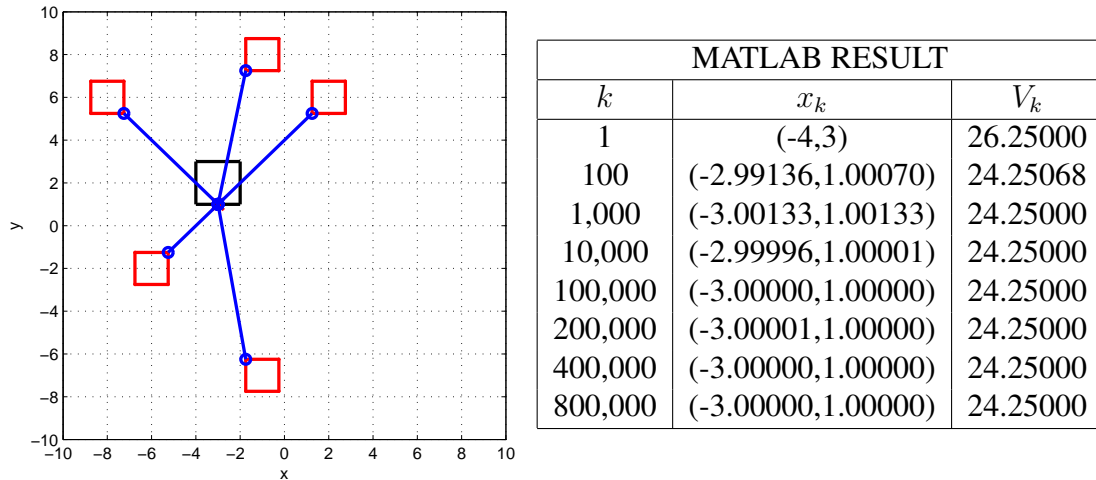 10
8
6
4
2
0
−2
−4
−6
−8
−10
y
−10 −8 −6 −4 −2 0 2 4 6 8 10
x
MATLAB RESULT
k x_k V_k
1 (-4,3) 26.25000
100 (-2.99136,1.00070) 24.25068
1,000 (-3.00133,1.00133) 24.25000
10,000 (-2.99996,1.00001) 24.25000
100,000 (-3.00000,1.00000) 24.25000
200,000 (-3.00001,1.00000) 24.25000
400,000 (-3.00000,1.00000) 24.25000
800,000 (-3.00000,1.00000) 24.25000